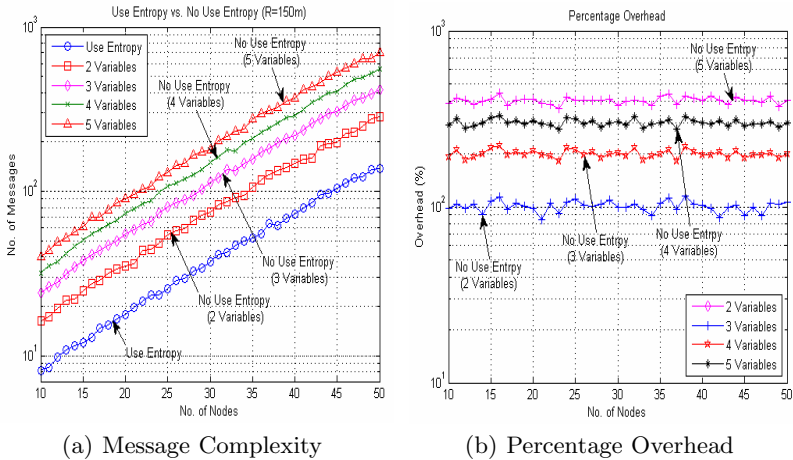 Use Entropy vs. No Use Entropy (R=150m)
No. of Messages
10^3
10^2
10^1
Use Entropy
2 Variables
3 Variables
4 Variables
5 Variables
No Use Entropy
(5 Variables)
No Use Entropy
(4 Variables)
No Use Entropy
(3 Variables)
No Use Entropy
(2 Variables)
Use Entropy
10 15 20 25 30 35 40 45 50
No. of Nodes
(a) Message Complexity
Percentage Overhead
Overhead (%)
10^3
10^2
10^1
No Use Entropy
(5 Variables)
No Use Entrpy
(2 Variables)
No Use Entropy
(3 Variables)
No Use Entropy
(4 Variables)
2 Variables
3 Variables
4 Variables
5 Variables
10 15 20 25 30 35 40 45 50
No. of Nodes
(b) Percentage Overhead